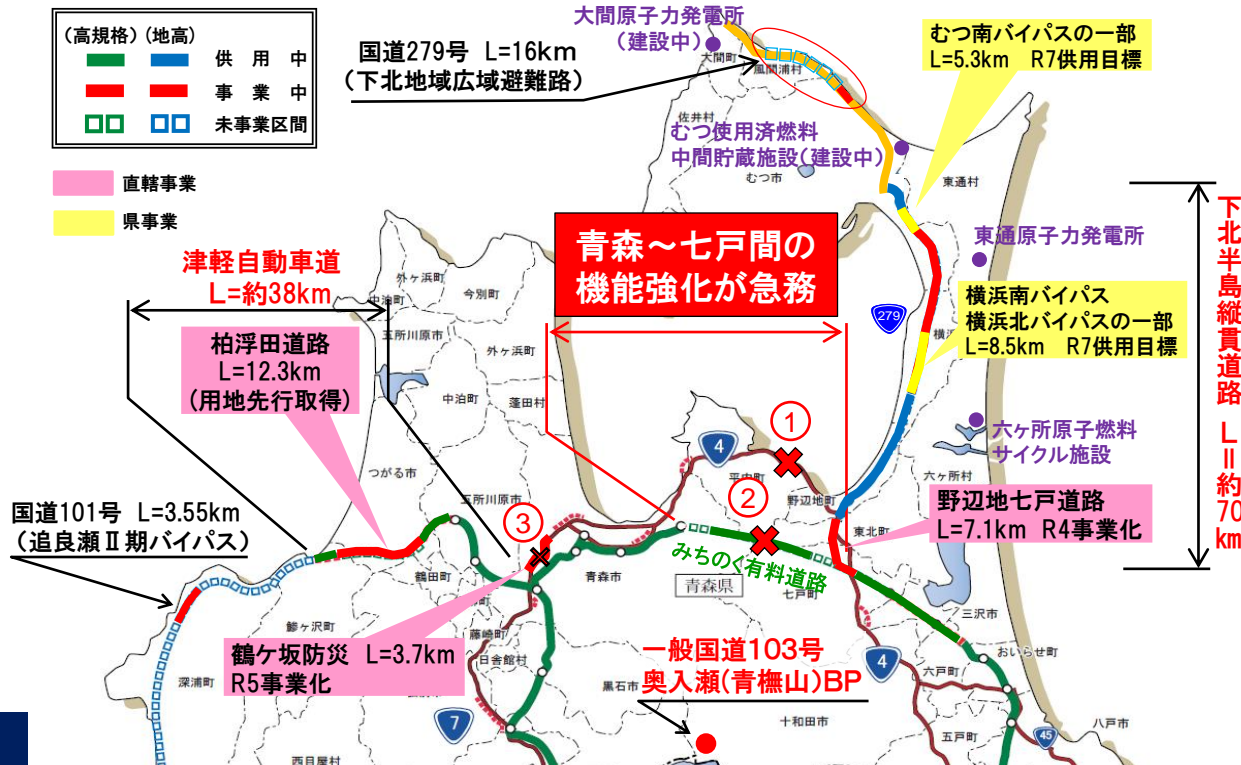 (高規格) (地高)
供用中
事業中
未事業区間
直轄事業
県事業
大間原子力発電所
(建設中)
国道279号 L=16km
(下北地域広域避難路)
むつ南バイパスの一部
L=5.3km R7供用目標
大間町
風間浦村
佐井村
むつ使用済燃料
中間貯蔵施設(建設中)
むつ市
東通村
青森~七戸間の
機能強化が急務
東通原子力発電所
下北半島縦貫道路 L=約70km
津軽自動車道
L=約38km
外ヶ浜町
今別町
中泊町
五所川原市
外ヶ浜町
279
横浜南バイパス
横浜北バイパスの一部
L=8.5km R7供用目標
横浜
柏浮田道路
L=12.3km
(用地先行取得)
中泊町
蓬田村
①
4
平内町
六ヶ所原子燃料
サイクル施設
つがる市
六ヶ所村
②
野辺地町
五所川原市
③
国道101号 L=3.55km
(追良瀬Ⅱ期バイパス)
野辺地七戸道路
L=7.1km R4事業化
東北町
みちのく有料道路
青森市
青森県
七戸町
鶴田町
町
三沢市
鰺ヶ沢町
藤崎町
鶴ケ坂防災 L=3.7km
R5事業化
田舎館村
一般国道103号
奥入瀬(青橅山)BP
おいらせ町
4
六戸町
深浦町
黒石市
7
十和田市
八戸市
五戸町
45
西目屋村